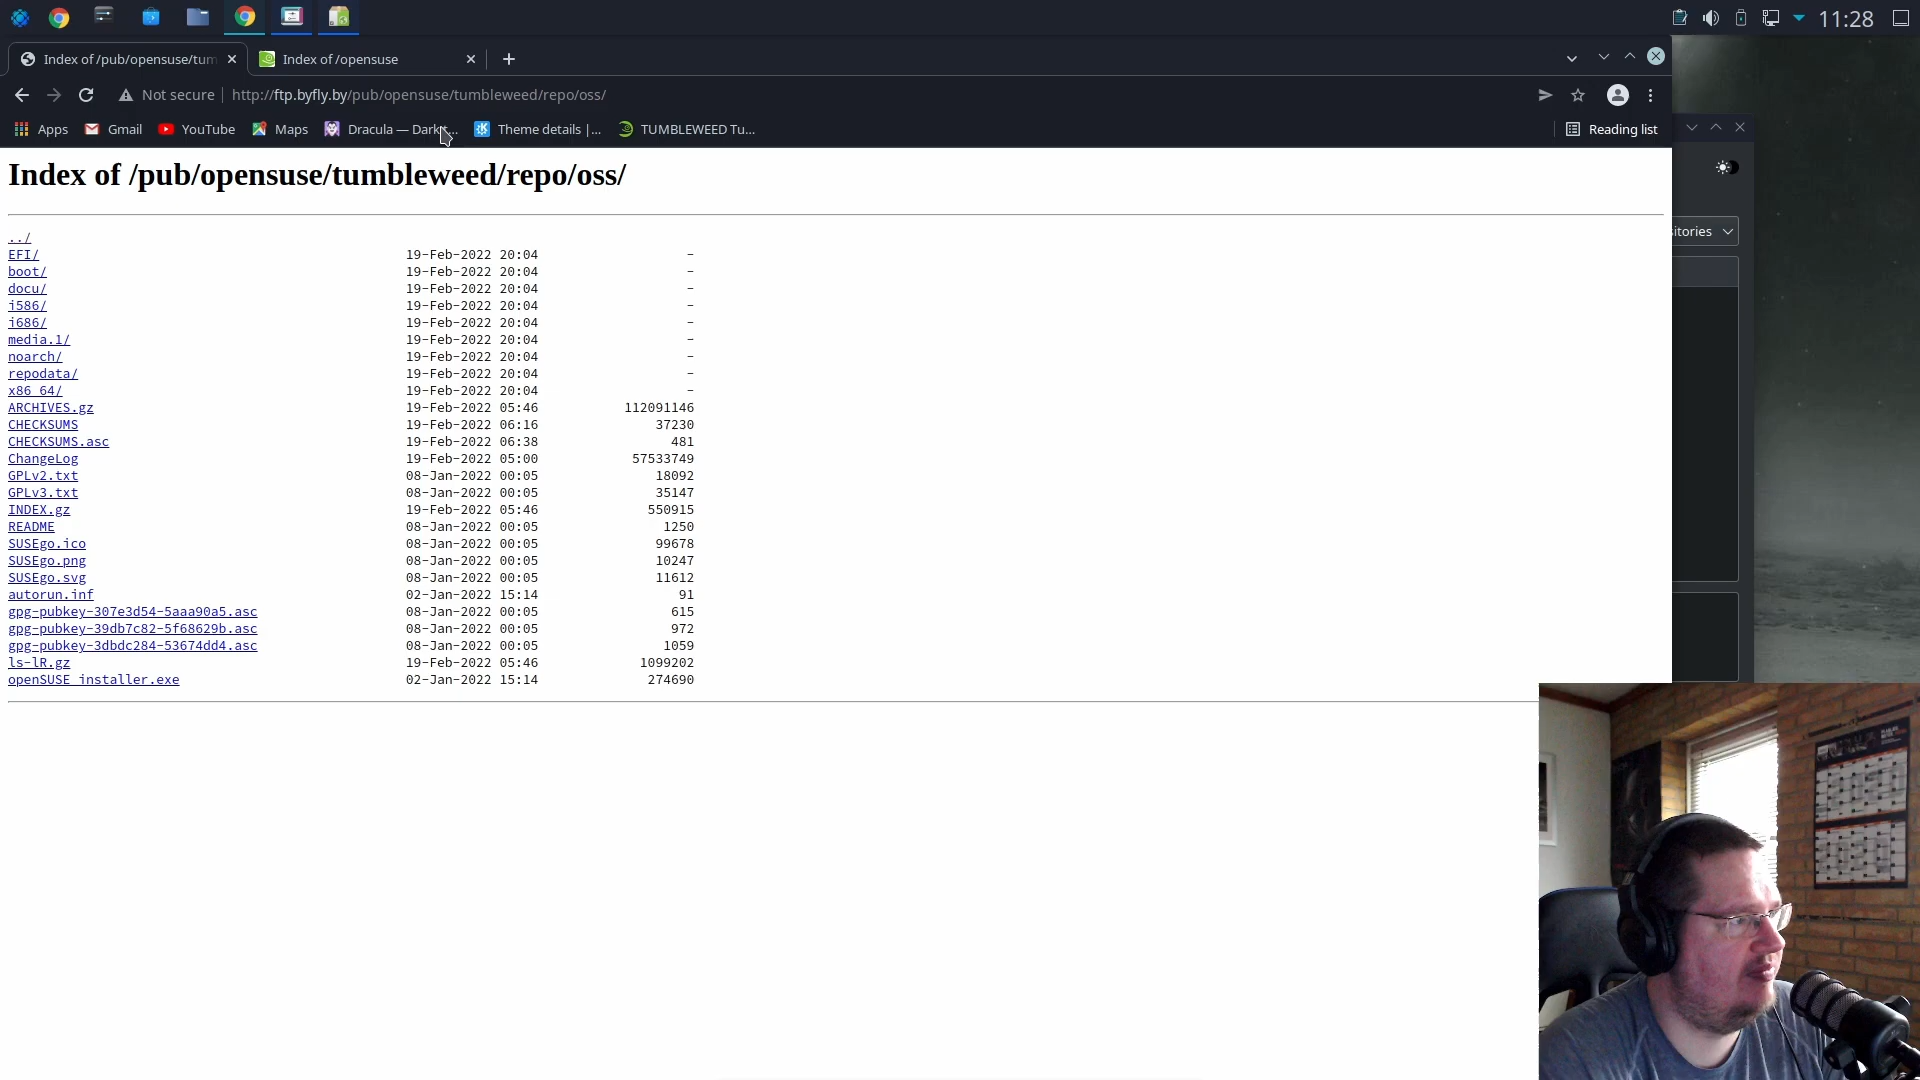 11:28
Index of /pub/opensuse/tum
Index of /opensuse
Not secure http://ftp.byfly.by/pub/opensuse/tumbleweed/repo/oss/
Apps Gmail YouTube Maps Dracula — Dark t... Theme details |... TUMBLEWEED Tu... Reading list
Index of /pub/opensuse/tumbleweed/repo/oss/
../
EFI/ 19-Feb-2022 20:04 -
boot/ 19-Feb-2022 20:04 -
docu/ 19-Feb-2022 20:04 -
i586/ 19-Feb-2022 20:04 -
i686/ 19-Feb-2022 20:04 -
media.1/ 19-Feb-2022 20:04 -
noarch/ 19-Feb-2022 20:04 -
repodata/ 19-Feb-2022 20:04 -
x86_64/ 19-Feb-2022 20:04 -
ARCHIVES.gz 19-Feb-2022 05:46 112091146
CHECKSUMS 19-Feb-2022 06:16 37230
CHECKSUMS.asc 19-Feb-2022 06:38 481
ChangeLog 19-Feb-2022 05:00 57533749
GPLv2.txt 08-Jan-2022 00:05 18092
GPLv3.txt 08-Jan-2022 00:05 35147
INDEX.gz 19-Feb-2022 05:46 550915
README 08-Jan-2022 00:05 1250
SUSEgo.ico 08-Jan-2022 00:05 99678
SUSEgo.png 08-Jan-2022 00:05 10247
SUSEgo.svg 08-Jan-2022 00:05 11612
autorun.inf 02-Jan-2022 15:14 91
gpg-pubkey-307e3d54-5aaa90a5.asc 08-Jan-2022 00:05 615
gpg-pubkey-39db7c82-5f68629b.asc 08-Jan-2022 00:05 972
gpg-pubkey-3dbdc284-53674dd4.asc 08-Jan-2022 00:05 1059
ls-lR.gz 19-Feb-2022 05:46 1099202
openSUSE_installer.exe 02-Jan-2022 15:14 274690
itories